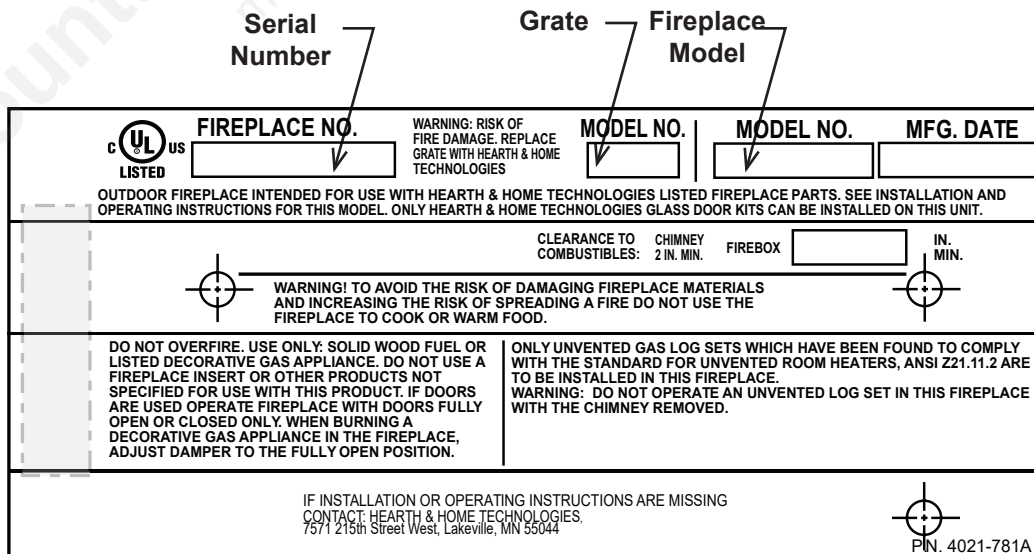 Serial
Number
Grate
Fireplace
Model
C UL US
LISTED
FIREPLACE NO.
WARNING: RISK OF
FIRE DAMAGE. REPLACE
GRATE WITH HEARTH & HOME
TECHNOLOGIES
MODEL NO.
MODEL NO.
MFG. DATE
OUTDOOR FIREPLACE INTENDED FOR USE WITH HEARTH & HOME TECHNOLOGIES LISTED FIREPLACE PARTS. SEE INSTALLATION AND
OPERATING INSTRUCTIONS FOR THIS MODEL. ONLY HEARTH & HOME TECHNOLOGIES GLASS DOOR KITS CAN BE INSTALLED ON THIS UNIT.
CLEARANCE TO
COMBUSTIBLES:
CHIMNEY
2 IN. MIN.
FIREBOX
IN.
MIN.
WARNING! TO AVOID THE RISK OF DAMAGING FIREPLACE MATERIALS
AND INCREASING THE RISK OF SPREADING A FIRE DO NOT USE THE
FIREPLACE TO COOK OR WARM FOOD.
DO NOT OVERFIRE. USE ONLY: SOLID WOOD FUEL OR
LISTED DECORATIVE GAS APPLIANCE. DO NOT USE A
FIREPLACE INSERT OR OTHER PRODUCTS NOT
SPECIFIED FOR USE WITH THIS PRODUCT. IF DOORS
ARE USED OPERATE FIREPLACE WITH DOORS FULLY
OPEN OR CLOSED ONLY. WHEN BURNING A
DECORATIVE GAS APPLIANCE IN THE FIREPLACE,
ADJUST DAMPER TO THE FULLY OPEN POSITION.
ONLY UNVENTED GAS LOG SETS WHICH HAVE BEEN FOUND TO COMPLY
WITH THE STANDARD FOR UNVENTED ROOM HEATERS, ANSI Z21.11.2 ARE
TO BE INSTALLED IN THIS FIREPLACE.
WARNING: DO NOT OPERATE AN UNVENTED LOG SET IN THIS FIREPLACE
WITH THE CHIMNEY REMOVED.
IF INSTALLATION OR OPERATING INSTRUCTIONS ARE MISSING
CONTACT: HEARTH & HOME TECHNOLOGIES,
7571 215th Street West, Lakeville, MN 55044
P.N. 4021-781A